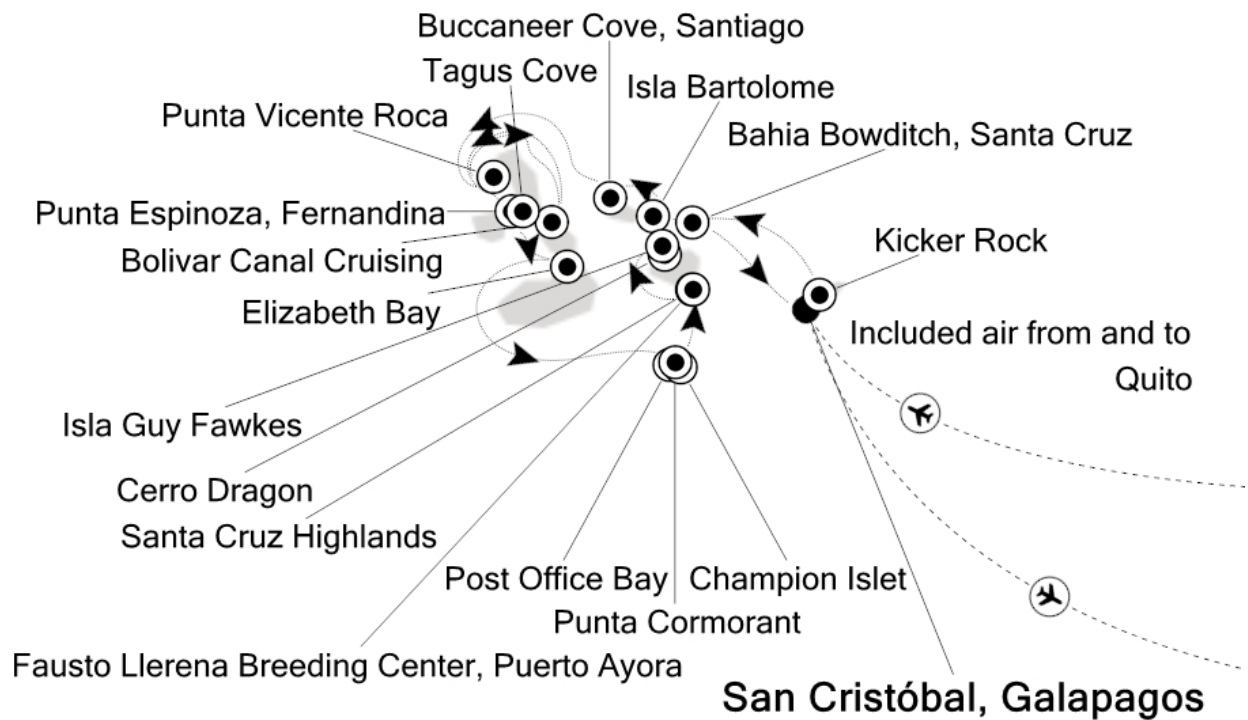 Buccaneer Cove, Santiago
Tagus Cove
Isla Bartolome
Punta Vicente Roca
Bahia Bowditch, Santa Cruz
Punta Espinoza, Fernandina
Kicker Rock
Bolivar Canal Cruising
Elizabeth Bay
Included air from and to
Quito
Isla Guy Fawkes
Cerro Dragon
Santa Cruz Highlands
Post Office Bay
Champion Islet
Punta Cormorant
Fausto Llerena Breeding Center, Puerto Ayora
San Cristóbal, Galapagos